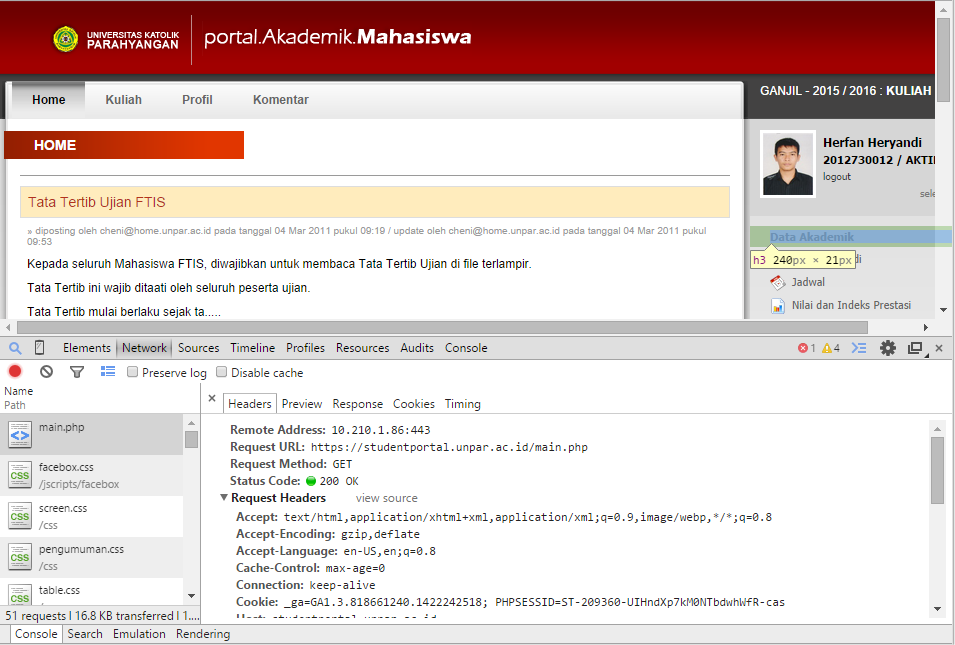 UNIVERSITAS KATOLIK
PARAHYANGAN
portal.Akademik.Mahasiswa
Home Kuliah Profil Komentar
GANJIL - 2015 / 2016 : KULIAH
HOME
Herfan Heryandi
2012730012 / AKTIF
logout
sele
Tata Tertib Ujian FTIS
» diposting oleh cheni@home.unpar.ac.id pada tanggal 04 Mar 2011 pukul 09:19 / update oleh cheni@home.unpar.ac.id pada tanggal 04 Mar 2011 pukul
09:53
Kepada seluruh Mahasiswa FTIS, diwajibkan untuk membaca Tata Tertib Ujian di file terlampir.
Tata Tertib ini wajib ditaati oleh seluruh peserta ujian.
Tata Tertib mulai berlaku sejak ta.....
Data Akademik
h3 240px × 21px
Jadwal
Nilai dan Indeks Prestasi
Elements Network Sources Timeline Profiles Resources Audits Console
1 4
Preserve log Disable cache
Name
Path
main.php
facebox.css
/jscripts/facebox
screen.css
/css
pengumuman.css
/css
table.css
51 requests | 16.8 KB transferred | 1....
× Headers Preview Response Cookies Timing
Remote Address: 10.210.1.86:443
Request URL: https://studentportal.unpar.ac.id/main.php
Request Method: GET
Status Code: 200 OK
Request Headers view source
Accept: text/html,application/xhtml+xml,application/xml;q=0.9,image/webp,*/*;q=0.8
Accept-Encoding: gzip,deflate
Accept-Language: en-US,en;q=0.8
Cache-Control: max-age=0
Connection: keep-alive
Cookie: _ga=GA1.3.818661240.1422242518; PHPSESSID=ST-209360-UIHndXp7kM0NTbdwhWfR-cas
Host: studentportal.unpar.ac.id
Console Search Emulation Rendering